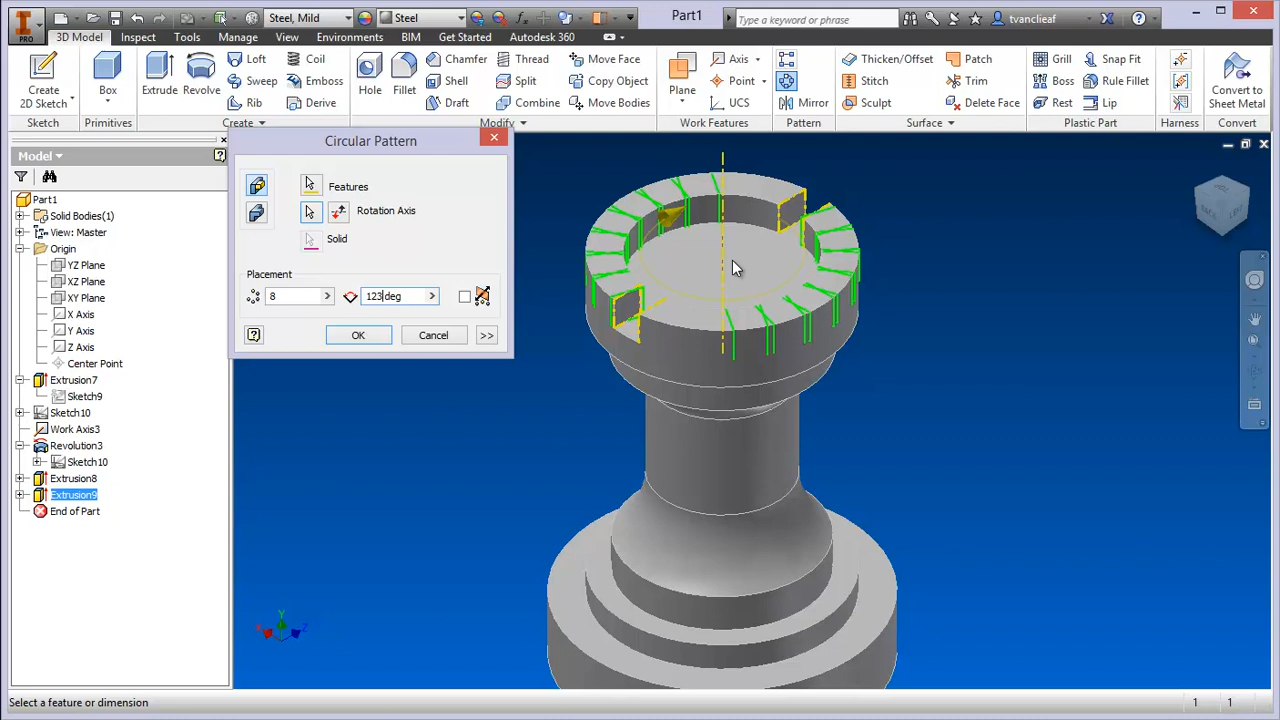 Steel, Mild
Steel
Part1
Type a keyword or phrase
tvanclieaf
PRO
3D Model
Inspect
Tools
Manage
View
Environments
BIM
Get Started
Autodesk 360
Create
2D Sketch
Box
Extrude
Revolve
Loft
Sweep
Rib
Coil
Emboss
Derive
Hole
Fillet
Chamfer
Shell
Draft
Thread
Split
Combine
Move Face
Copy Object
Move Bodies
Plane
Axis
Point
UCS
Mirror
Thicken/Offset
Stitch
Sculpt
Patch
Trim
Delete Face
Grill
Boss
Rest
Snap Fit
Rule Fillet
Lip
Convert to
Sheet Metal
Sketch
Primitives
Create
Modify
Work Features
Pattern
Surface
Plastic Part
Harness
Convert
Model
Part1
Solid Bodies(1)
View: Master
Origin
YZ Plane
XZ Plane
XY Plane
X Axis
Y Axis
Z Axis
Center Point
Extrusion7
Sketch9
Sketch10
Work Axis3
Revolution3
Sketch10
Extrusion8
Extrusion9
End of Part
Circular Pattern
Features
Rotation Axis
Solid
Placement
8
123deg
OK
Cancel
>>
BACK
LEFT
Y
X
Z
Select a feature or dimension
1
1